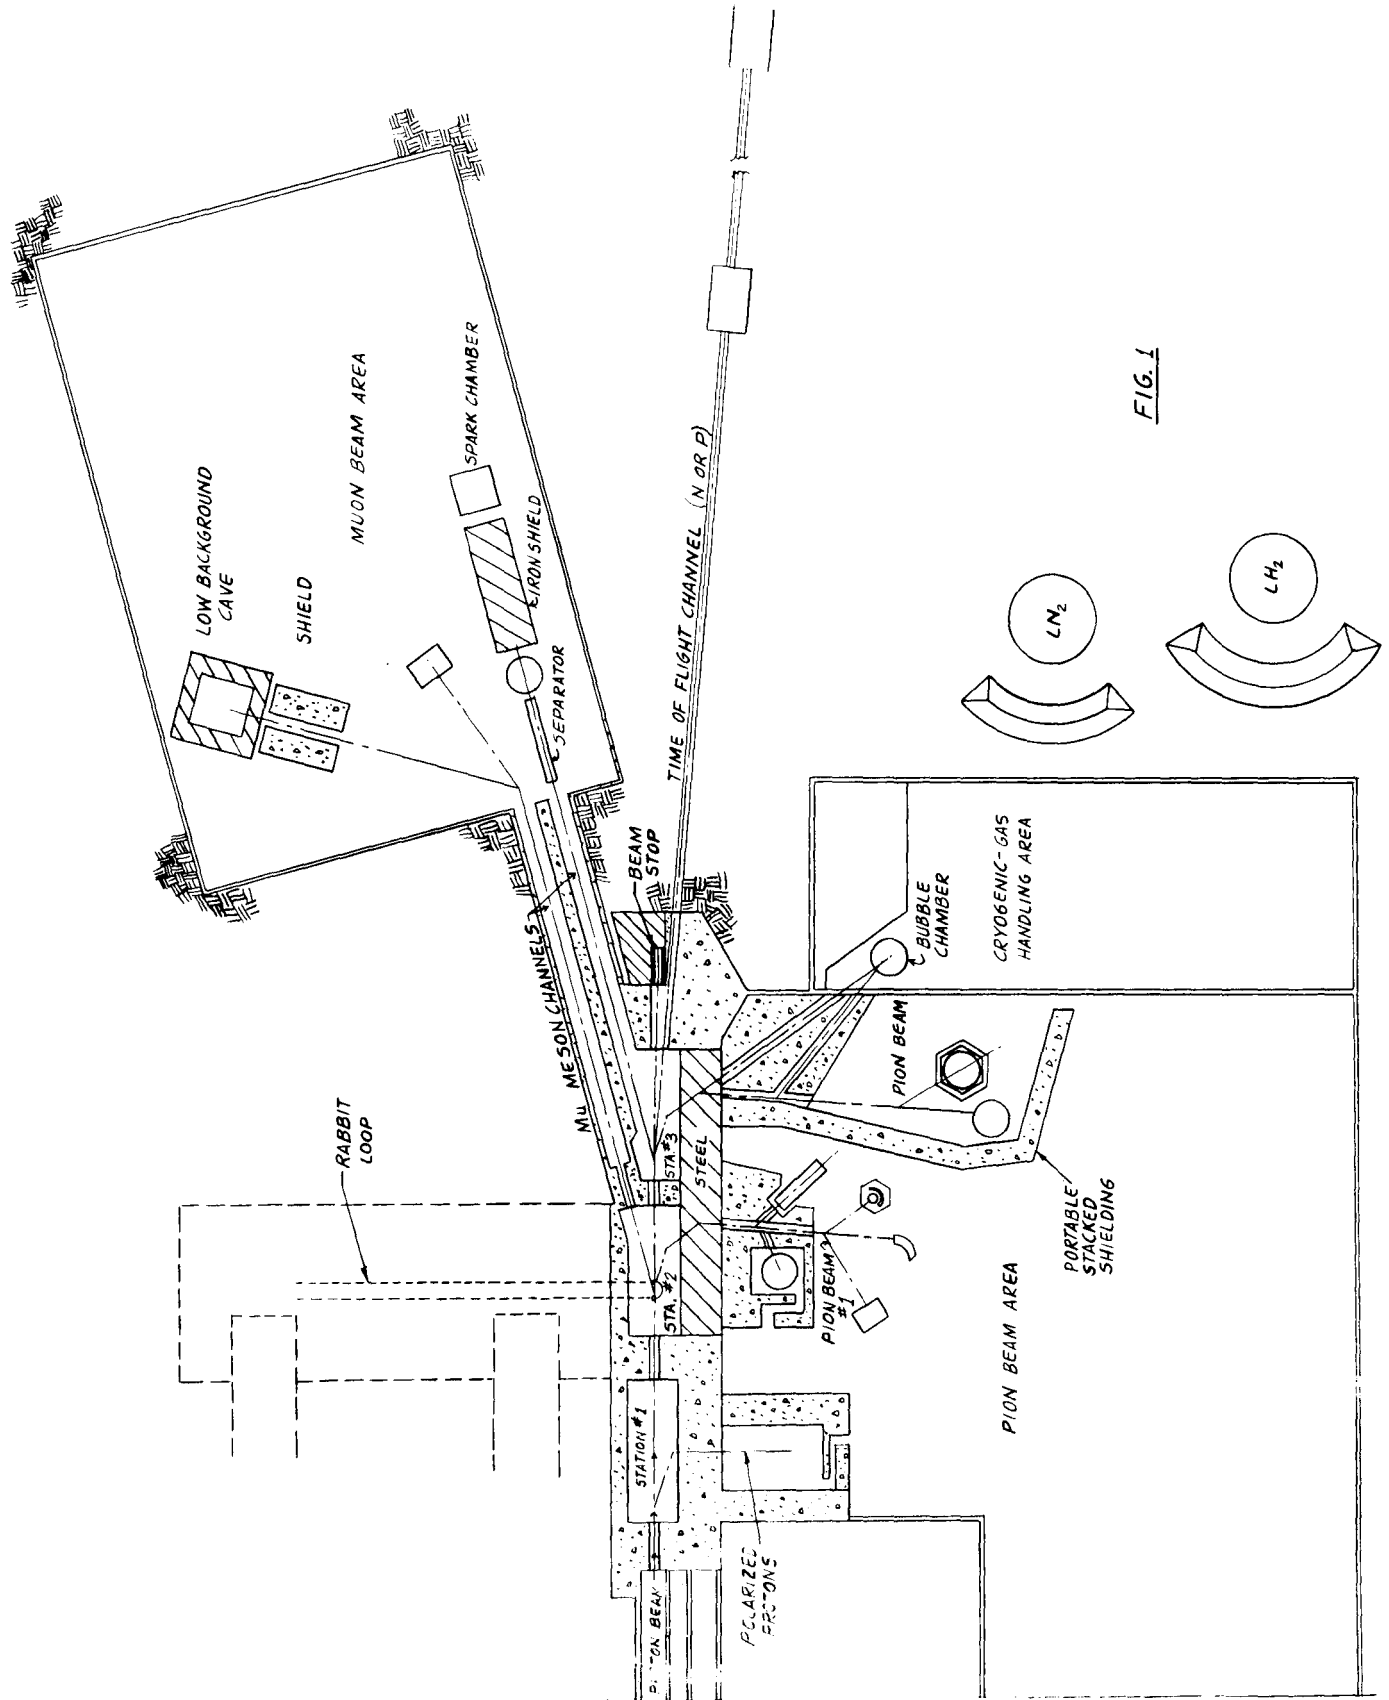 LOW BACKGROUND
CAVE
SHIELD
MUON BEAM AREA
SPARK CHAMBER
IRON SHIELD
SEPARATOR
Mu MESON CHANNELS
TIME OF FLIGHT CHANNEL (N OR P)
BEAM
STOP
RABBIT
LOOP
STATION #1
STA. #2
STA. #3
STEEL
BEAM
POLARIZED
PROTONS
PION BEAM
#1
PION BEAM
BUBBLE
CHAMBER
CRYOGENIC-GAS
HANDLING AREA
PORTABLE
STACKED
SHIELDING
PION BEAM AREA
LN2
LH2
FIG. 1